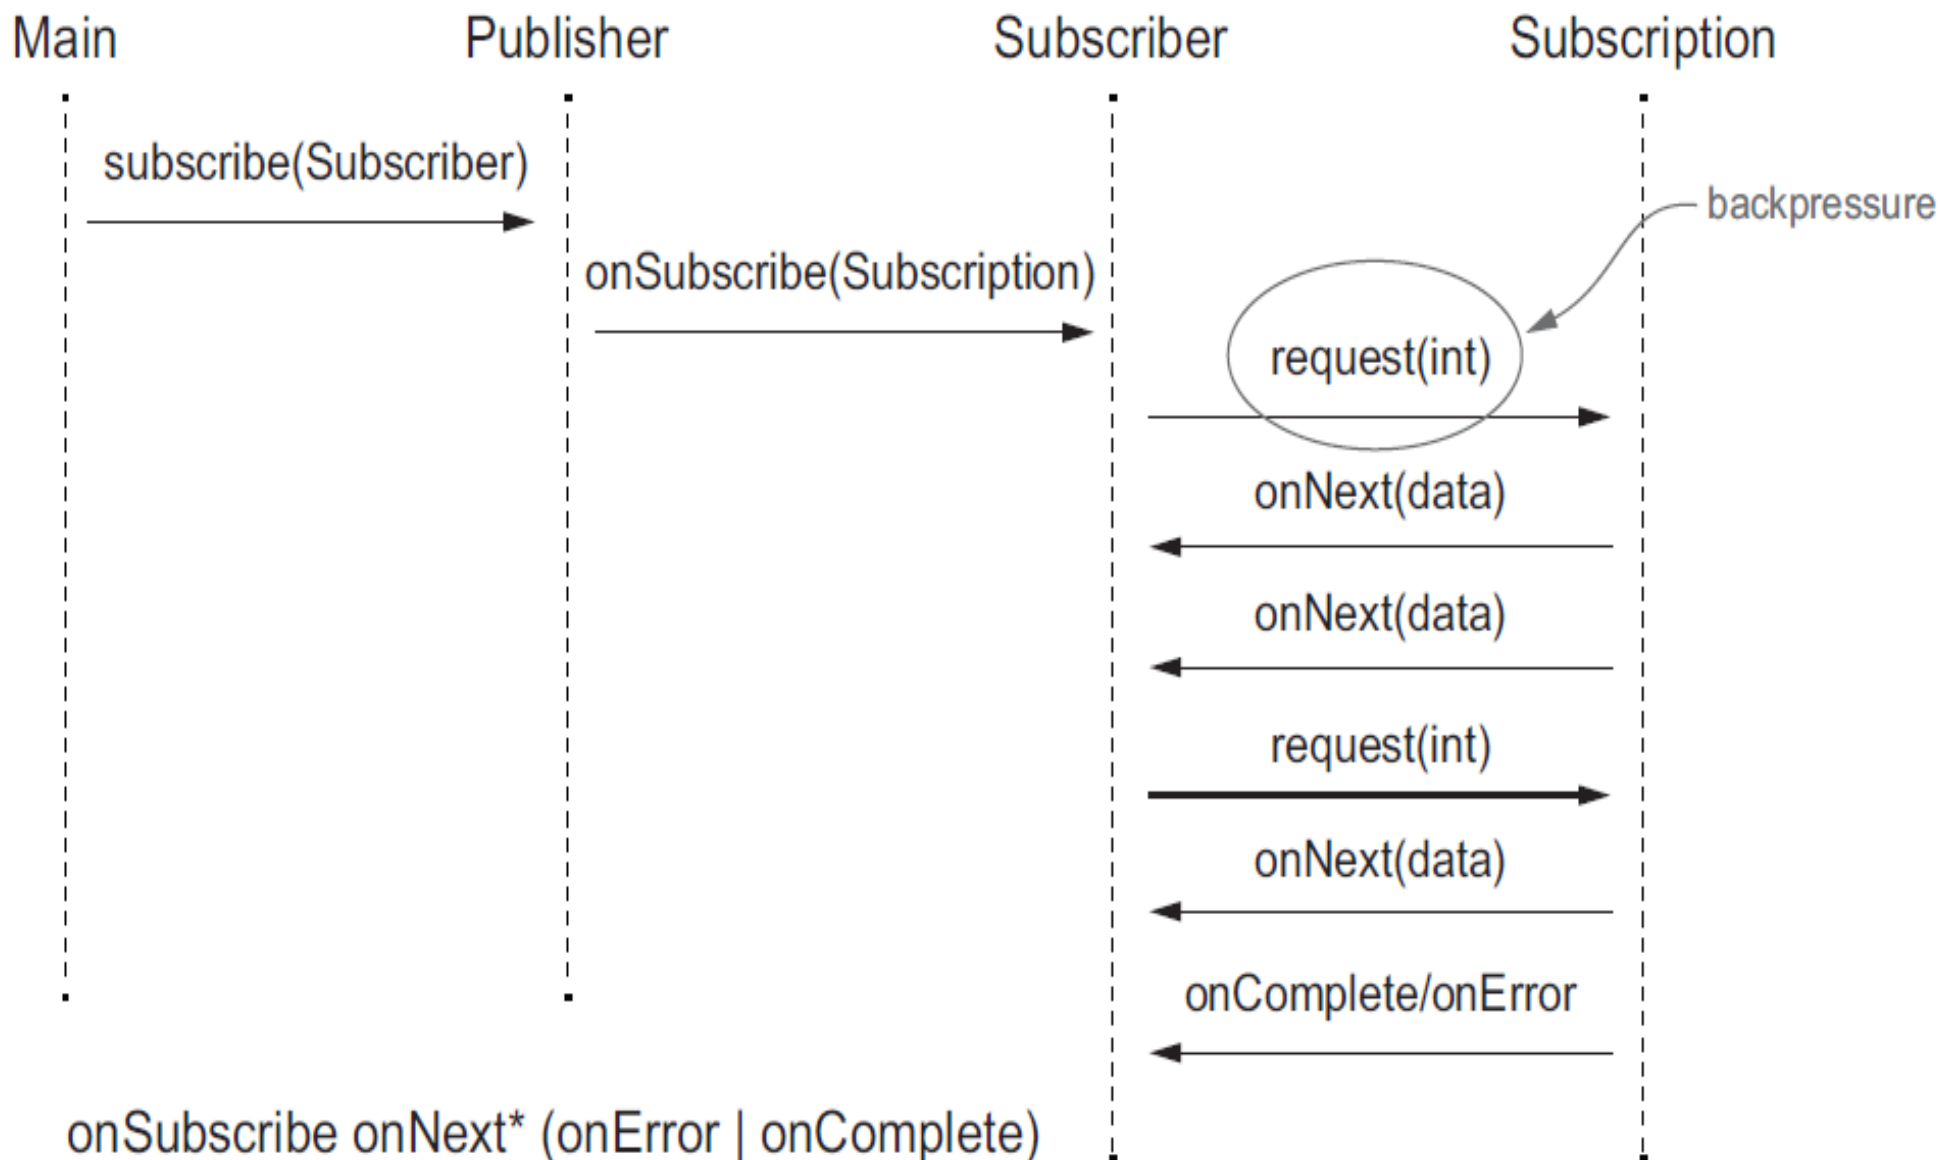 Main Publisher Subscriber Subscription
subscribe(Subscriber)
backpressure
onSubscribe(Subscription)
request(int)
onNext(data)
onNext(data)
request(int)
onNext(data)
onComplete/onError
onSubscribe onNext* (onError | onComplete)